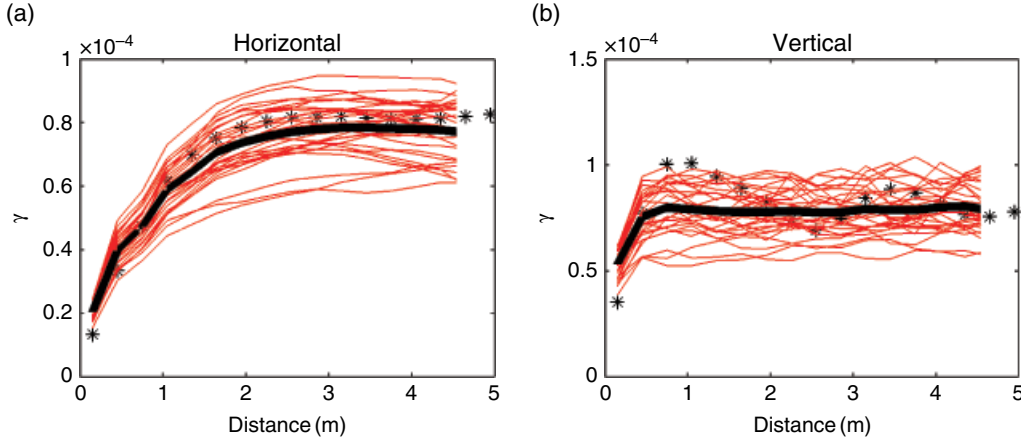 (a)
×10⁻⁴
Horizontal
1
0.8
0.6
0.4
0.2
0
γ
0 1 2 3 4 5
Distance (m)
(b)
×10⁻⁴
Vertical
1.5
1
0.5
0
γ
0 1 2 3 4 5
Distance (m)